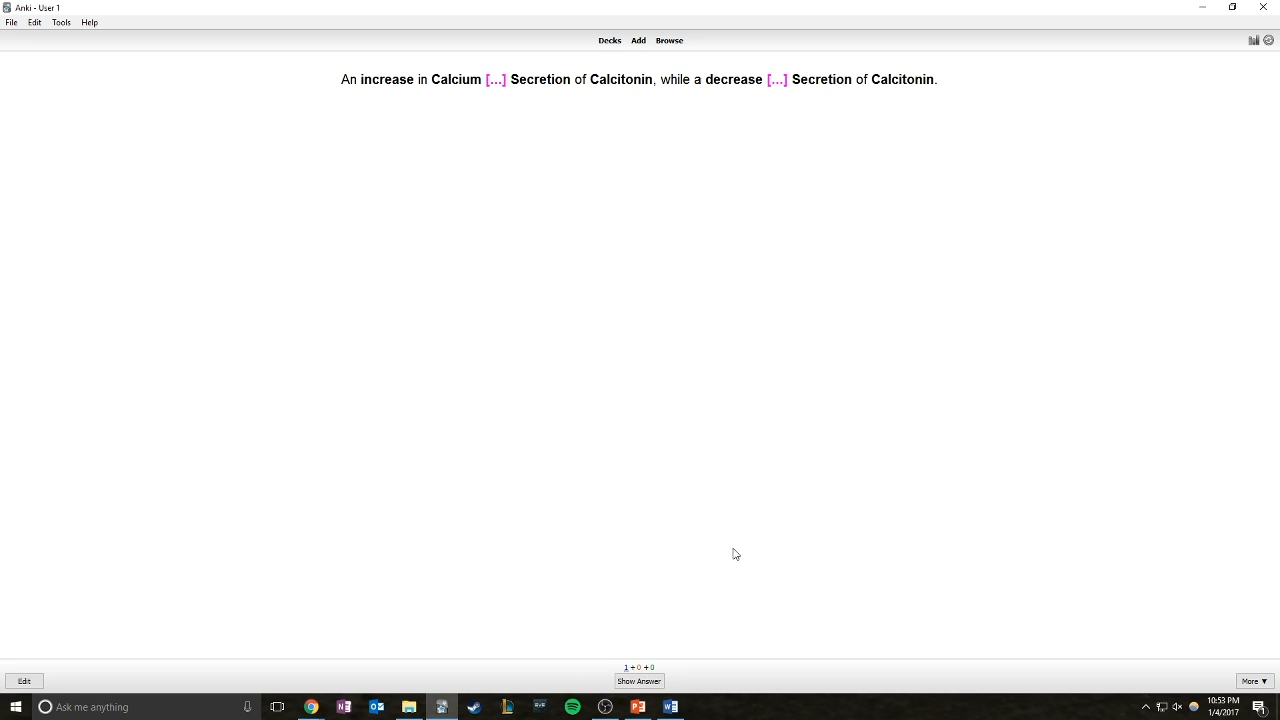 Anki - User 1
File Edit Tools Help
Decks Add Browse
An increase in Calcium [...] Secretion of Calcitonin, while a decrease [...] Secretion of Calcitonin.
1 + 0 + 0
Edit Show Answer More ▼
Ask me anything
10:53 PM
1/4/2017